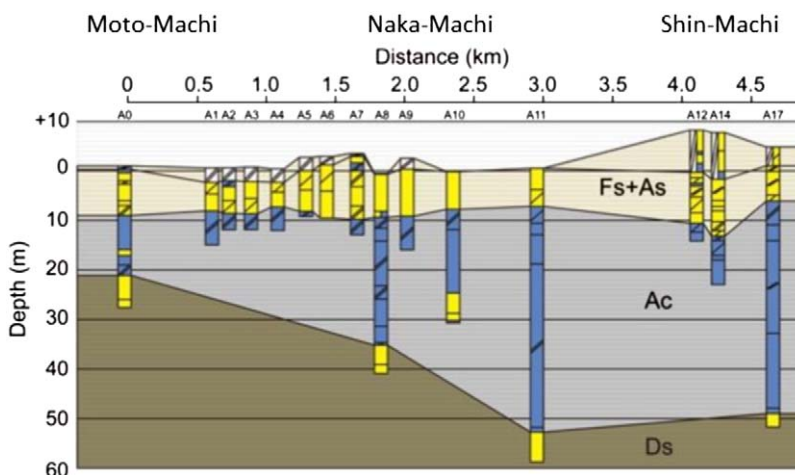 Moto-Machi Naka-Machi Shin-Machi
Distance (km)
0 0.5 1.0 1.5 2.0 2.5 3.0 3.5 4.0 4.5
+10 A0 A1 A2 A3 A4 A5 A6 A7 A8 A9 A10 A11 A12 A14 A17
0
Fs+As
10
20
Ac
30
40
50
Ds
60
Depth (m)